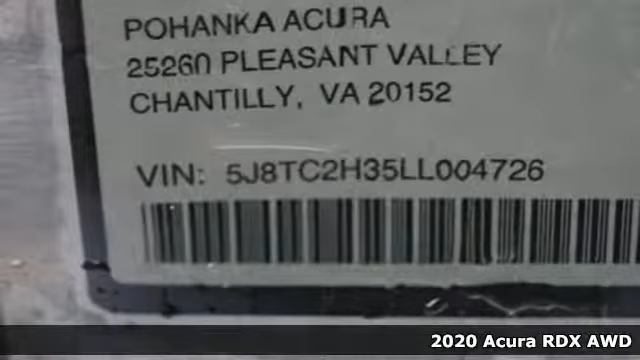 POHANKA ACURA
25260 PLEASANT VALLEY
CHANTILLY, VA 20152
VIN: 5J8TC2H35LL004726
2020 Acura RDX AWD